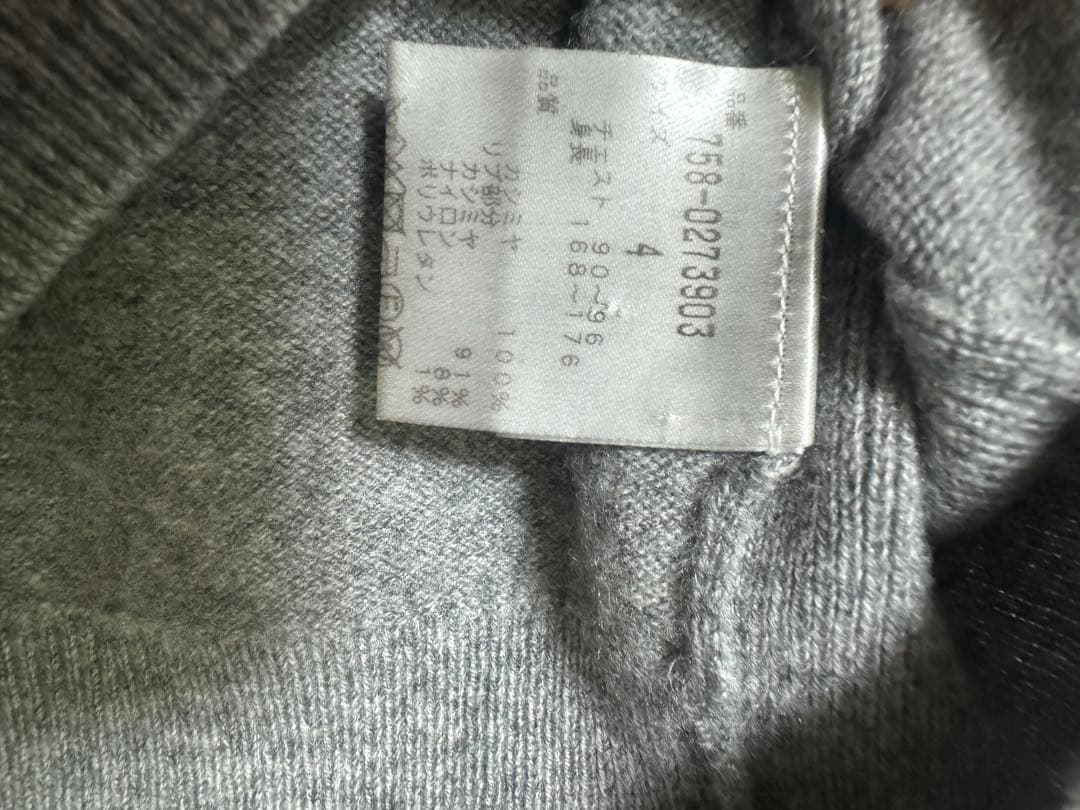 品番
758-0273903
サイズ
4
チェスト 90~96
身長 168~176
品質
カシミヤ 100%
リブ部分
カシミヤ 91%
ナイロン 8%
ポリウレタン 1%